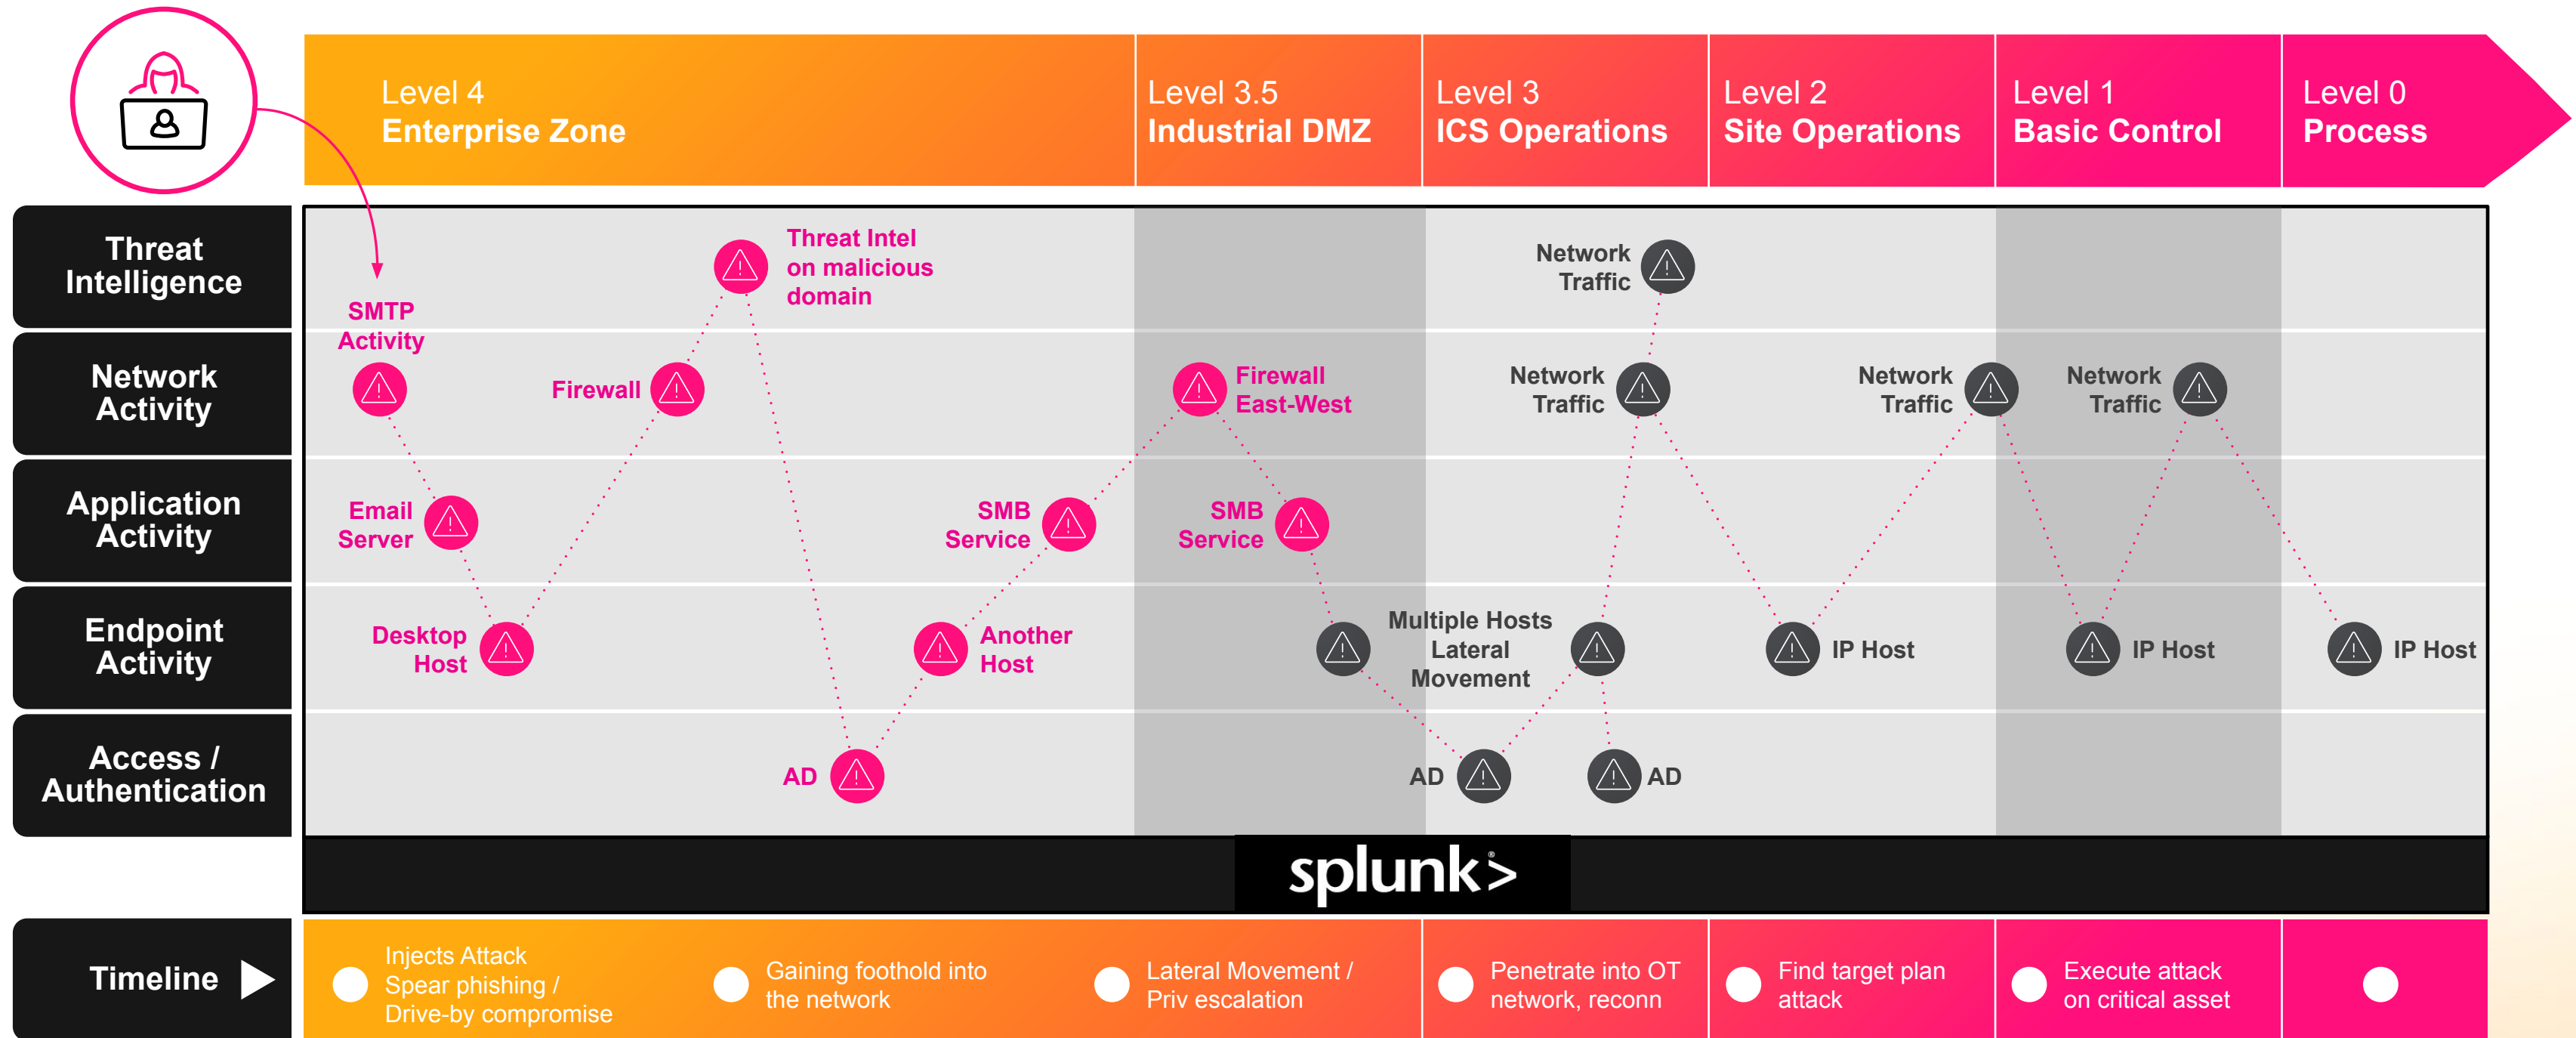 Level 4
Enterprise Zone
Level 3.5
Industrial DMZ
Level 3
ICS Operations
Level 2
Site Operations
Level 1
Basic Control
Level 0
Process
Threat
Intelligence
SMTP
Activity
Threat Intel
on malicious
domain
Network
Traffic
Network
Activity
Firewall
Firewall
East-West
Network
Traffic
Network
Traffic
Network
Traffic
Application
Activity
Email
Server
SMB
Service
SMB
Service
Endpoint
Activity
Desktop
Host
Another
Host
Multiple Hosts
Lateral
Movement
IP Host
IP Host
IP Host
Access /
Authentication
AD
AD
AD
splunk>®
Timeline
Injects Attack
Spear phishing /
Drive-by compromise
Gaining foothold into
the network
Lateral Movement /
Priv escalation
Penetrate into OT
network, reconn
Find target plan
attack
Execute attack
on critical asset